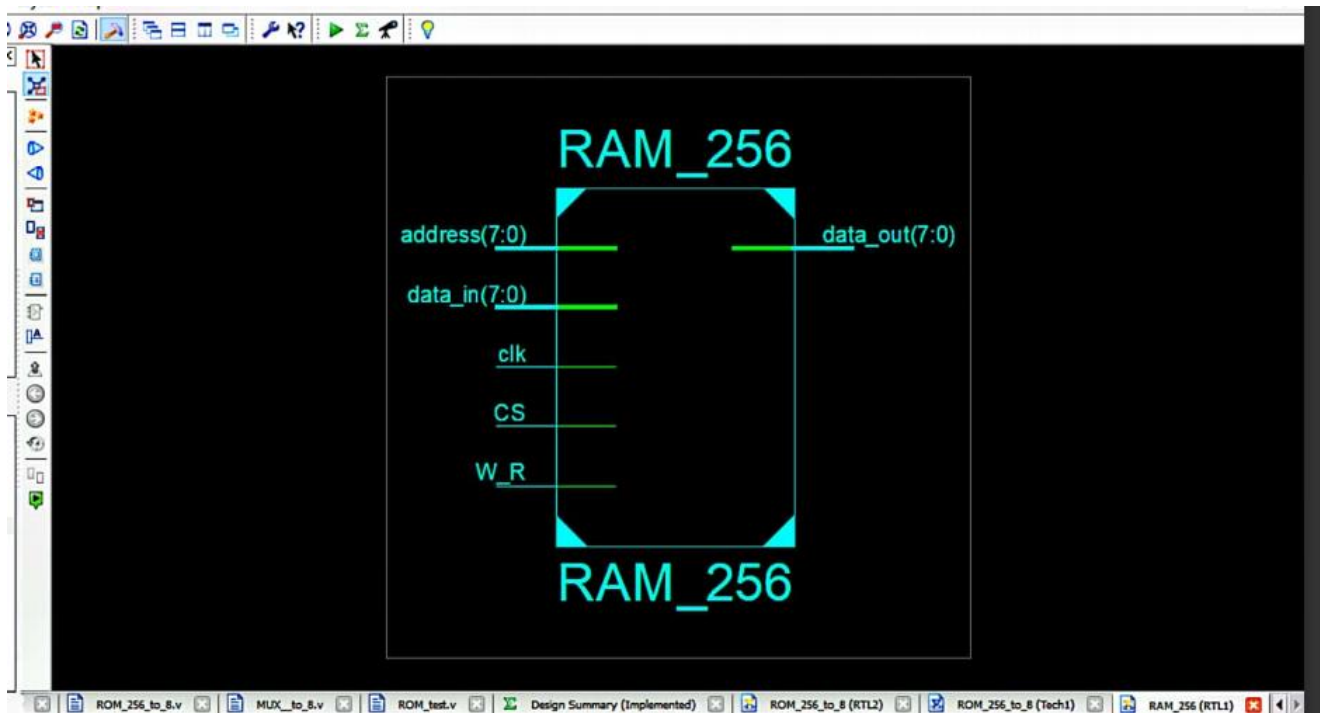 RAM_256
address(7:0)
data_out(7:0)
data_in(7:0)
clk
CS
W_R
RAM_256
ROM_256_to_8.v
MUX__to_8.v
ROM_test.v
Design Summary (Implemented)
ROM_256_to_8 (RTL2)
ROM_256_to_8 (Tech1)
RAM_256 (RTL1)